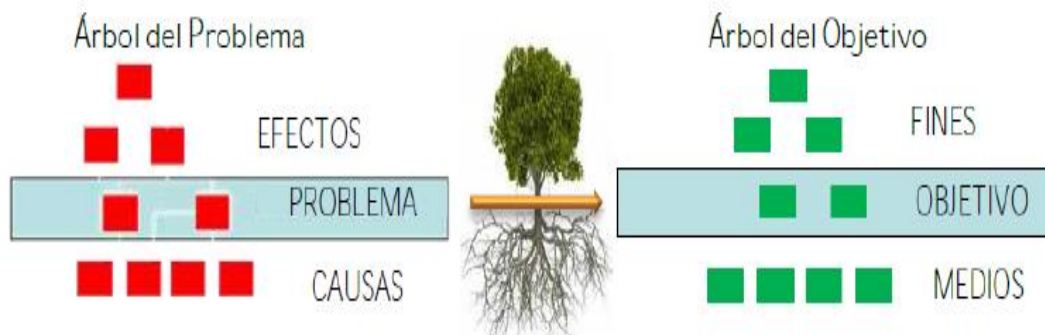 Árbol del Problema
EFECTOS
PROBLEMA
CAUSAS
Árbol del Objetivo
FINES
OBJETIVO
MEDIOS